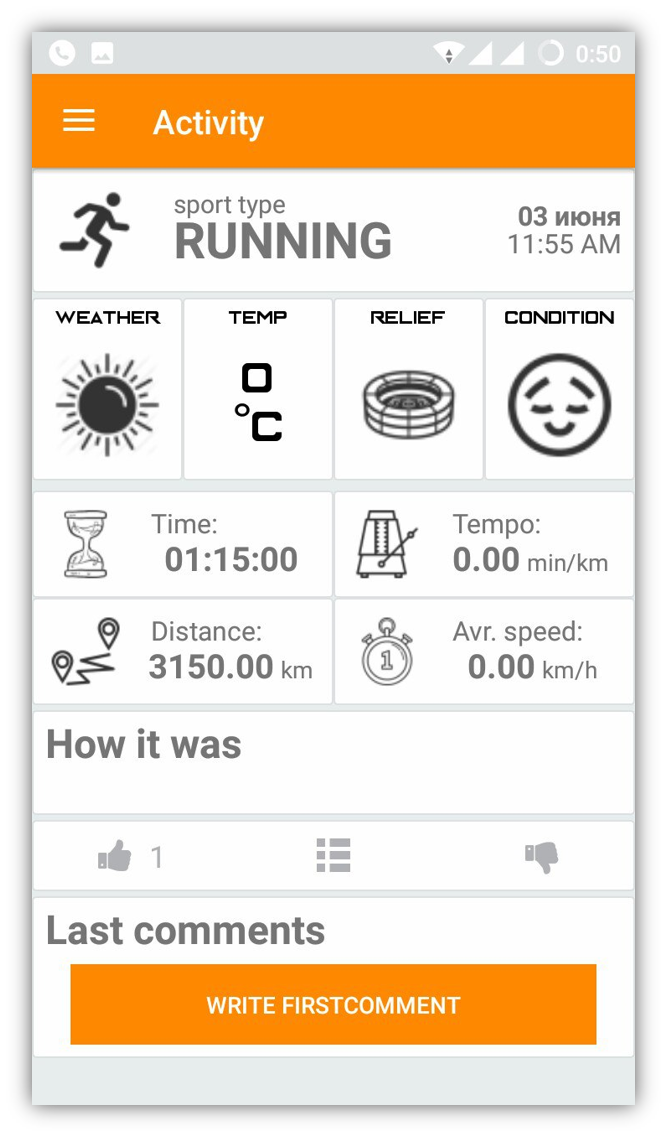 0:50
Activity
sport type
RUNNING
03 июня
11:55 AM
WEATHER
TEMP
RELIEF
CONDITION
0
°C
Time:
01:15:00
Tempo:
0.00 min/km
Distance:
3150.00 km
1
Avr. speed:
0.00 km/h
How it was
1
Last comments
WRITE FIRSTCOMMENT